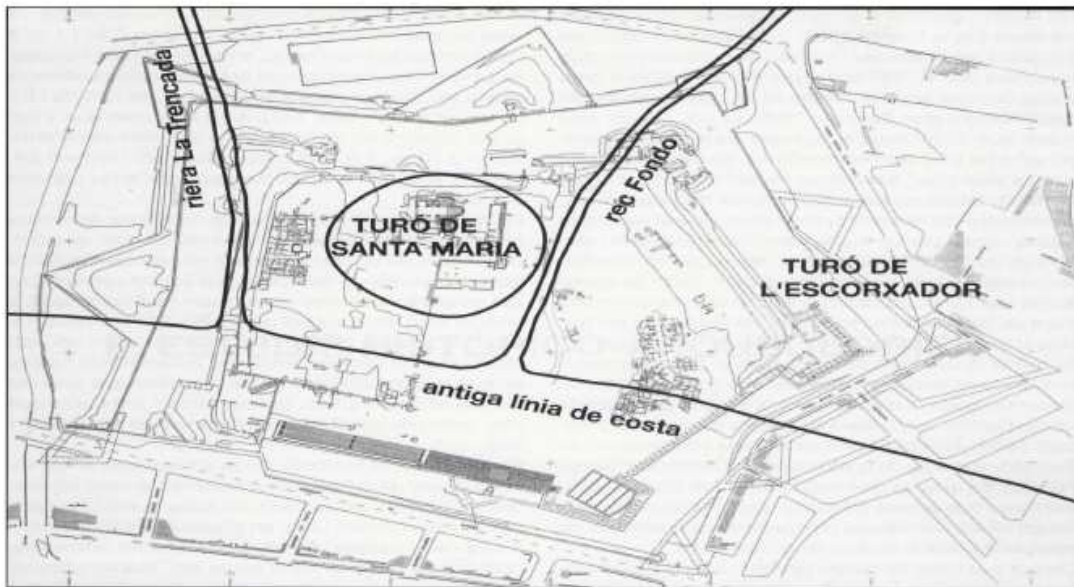 riera La Trencada
rec Fondo
TURÓ DE
SANTA MARIA
TURÓ DE
L'ESCORXADOR
antiga línia de costa